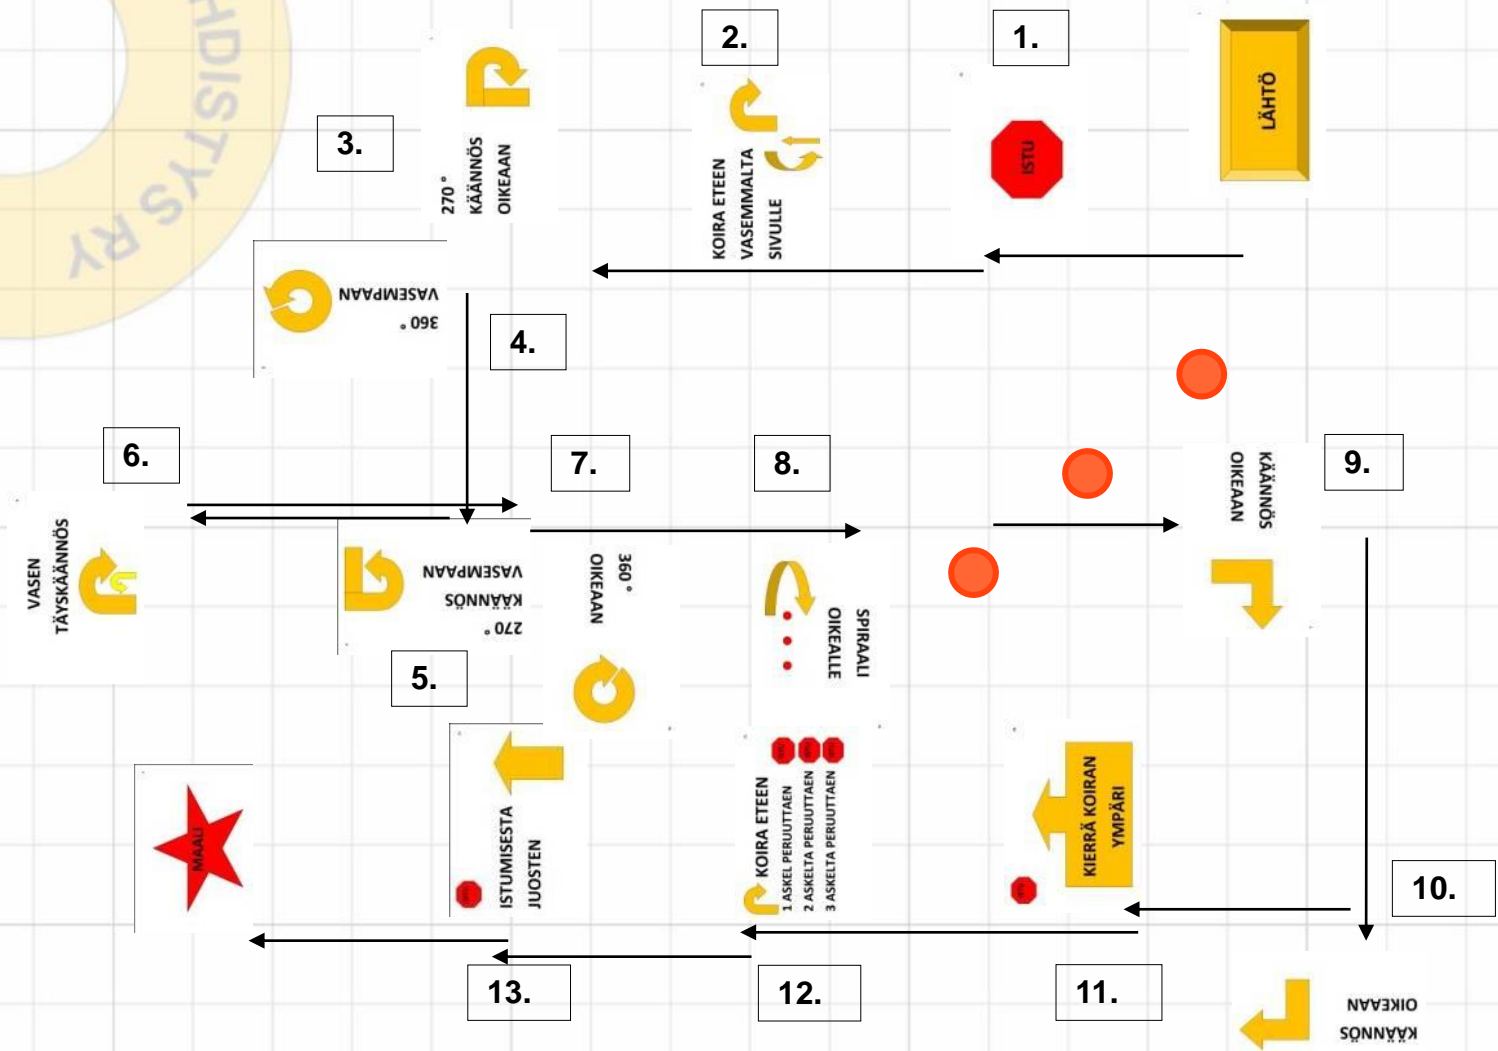 HDISTYS RY
LÄHTÖ
1.
ISTU
2.
KOIRA ETEEN
VASEMMALTA
SIVULLE
3.
270 °
KÄÄNNÖS
OIKEAAN
4.
360 °
VASEMPAAN
5.
270 °
KÄÄNNÖS
VASEMPAAN
6.
VASEN
TÄYSKÄÄNNÖS
7.
360 °
OIKEAAN
8.
SPIRAALI
OIKEALLE
9.
KÄÄNNÖS
OIKEAAN
10.
KÄÄNNÖS
OIKEAAN
11.
KIERRÄ KOIRAN
YMPÄRI
12.
KOIRA ETEEN
1 ASKEL PERUUTTAEN
2 ASKELTA PERUUTTAEN
3 ASKELTA PERUUTTAEN
13.
ISTUMISESTA
JUOSTEN
MAALI